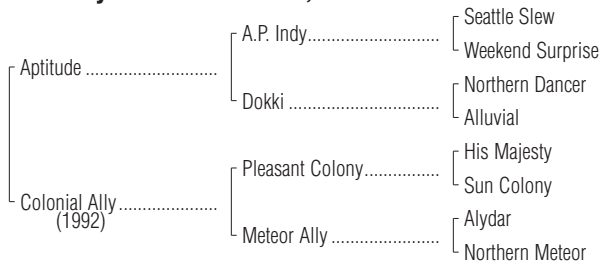 Seattle Slew
A.P. Indy
Weekend Surprise
Aptitude
Northern Dancer
Dokki
Alluvial
His Majesty
Pleasant Colony
Sun Colony
Colonial Ally
(1992)
Alydar
Meteor Ally
Northern Meteor